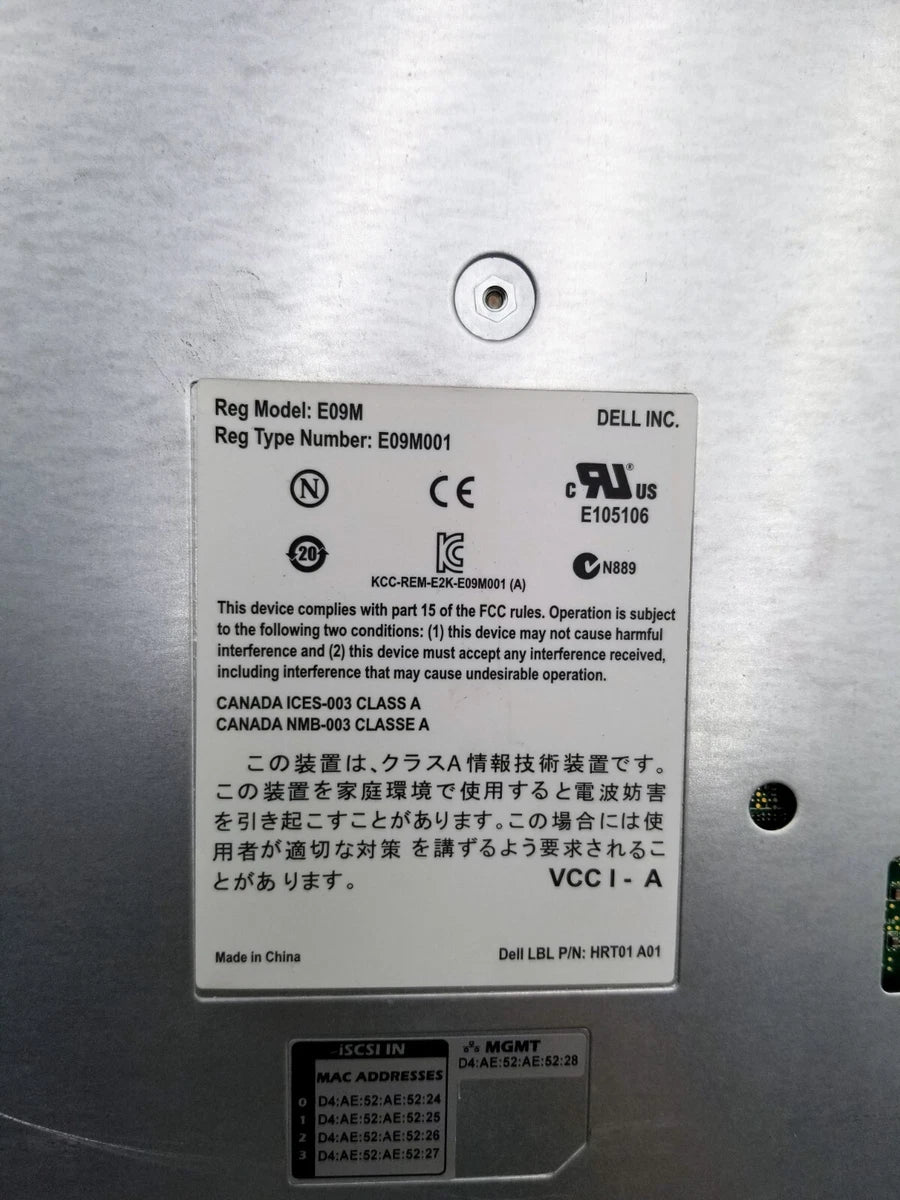 Reg Model: E09M
DELL INC.
Reg Type Number: E09M001
N
CE
c RU® US
E105106
20
KC
KCC-REM-E2K-E09M001 (A)
N889
This device complies with part 15 of the FCC rules. Operation is subject
to the following two conditions: (1) this device may not cause harmful
interference and (2) this device must accept any interference received,
including interference that may cause undesirable operation.
CANADA ICES-003 CLASS A
CANADA NMB-003 CLASSE A
この装置は、クラスA情報技術装置です。
この装置を家庭環境で使用すると電波妨害
を引き起こすことがあります。この場合には使
用者が適切な対策 を講ずるよう要求されるこ
とがあります。
VCC I - A
Made in China
Dell LBL P/N: HRT01 A01
iSCSI IN
MAC ADDRESSES
0 D4:AE:52:AE:52:24
1 D4:AE:52:AE:52:25
2 D4:AE:52:AE:52:26
3 D4:AE:52:AE:52:27
MGMT
D4:AE:52:AE:52:28